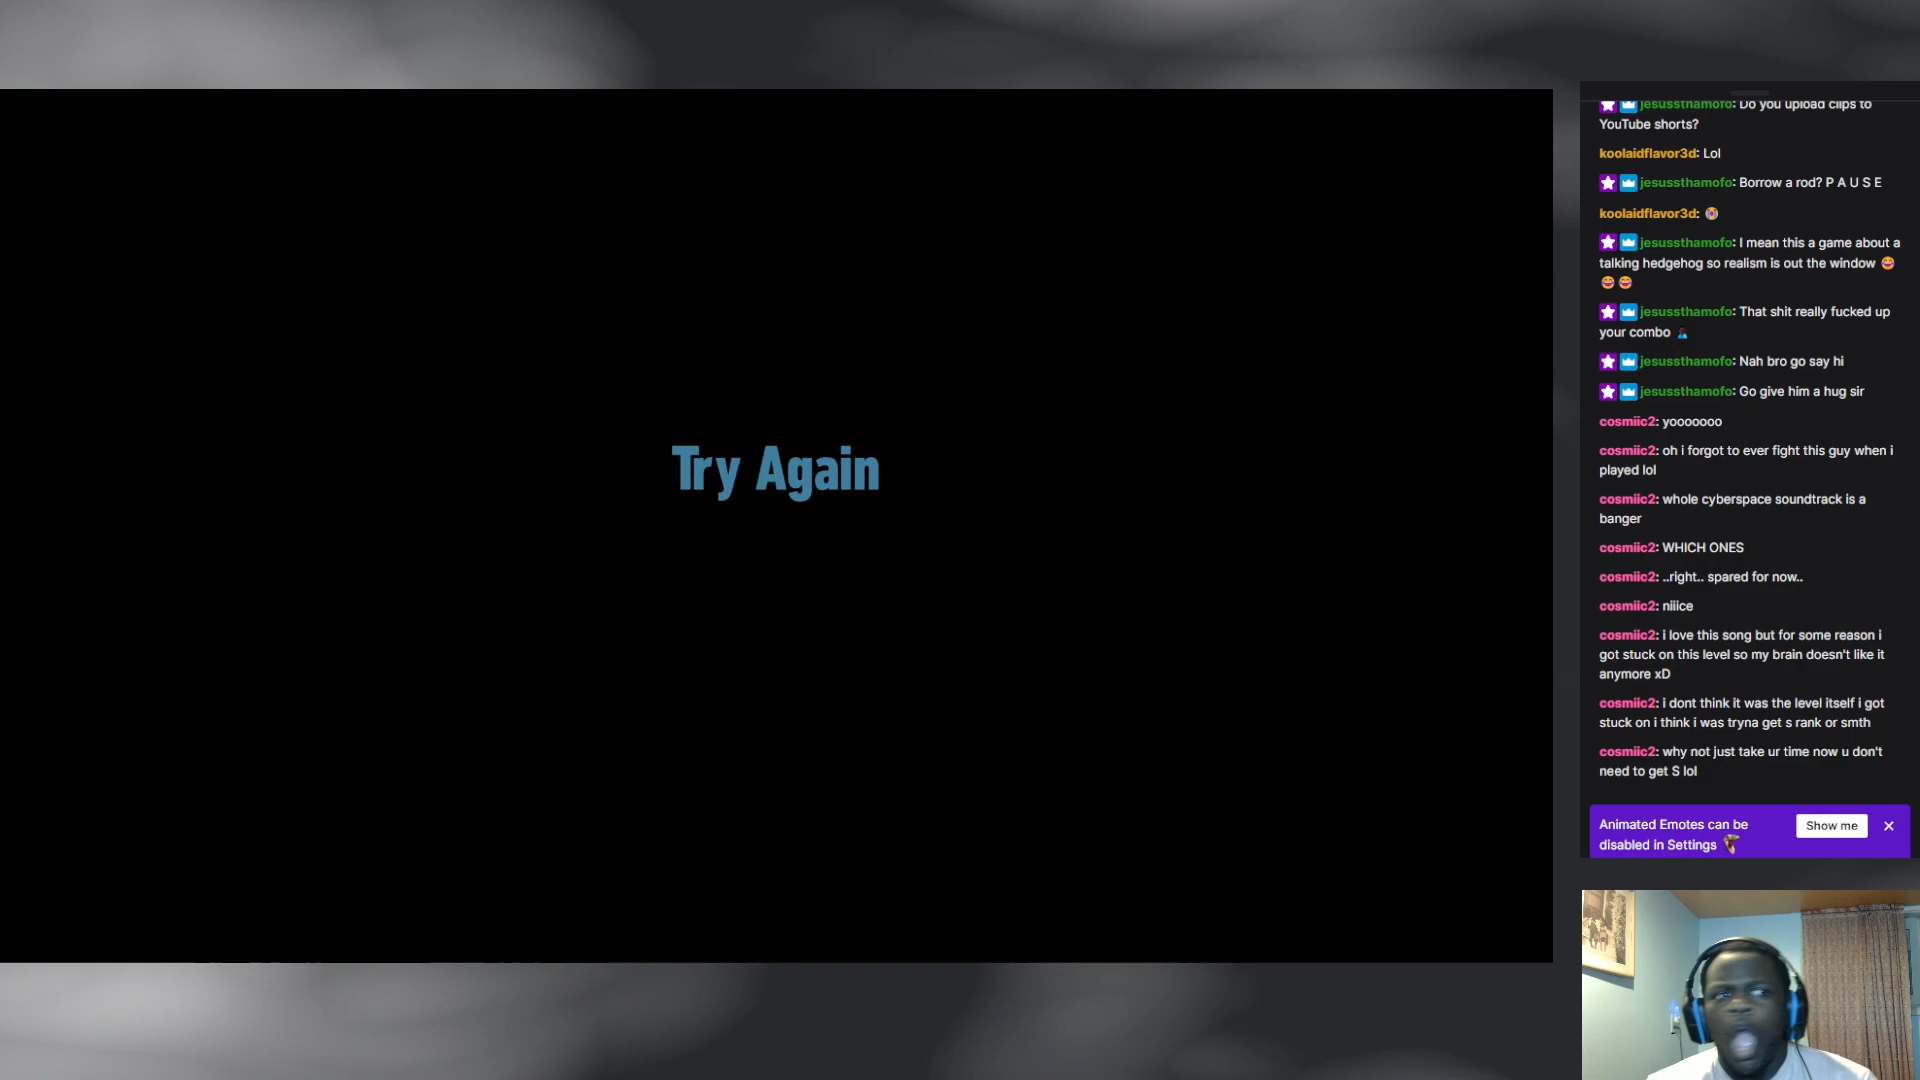 Try Again
jesussthamofo: Do you upload clips to
YouTube shorts?
koolaidflavor3d: Lol
jesussthamofo: Borrow a rod? P A U S E
koolaidflavor3d:
jesussthamofo: I mean this a game about a
talking hedgehog so realism is out the window
jesussthamofo: That shit really fucked up
your combo
jesussthamofo: Nah bro go say hi
jesussthamofo: Go give him a hug sir
cosmiic2: yooooooo
cosmiic2: oh i forgot to ever fight this guy when i
played lol
cosmiic2: whole cyberspace soundtrack is a
banger
cosmiic2: WHICH ONES
cosmiic2: ..right.. spared for now..
cosmiic2: niiice
cosmiic2: i love this song but for some reason i
got stuck on this level so my brain doesn't like it
anymore xD
cosmiic2: i dont think it was the level itself i got
stuck on i think i was tryna get s rank or smth
cosmiic2: why not just take ur time now u don't
need to get S lol
Animated Emotes can be
disabled in Settings
Show me